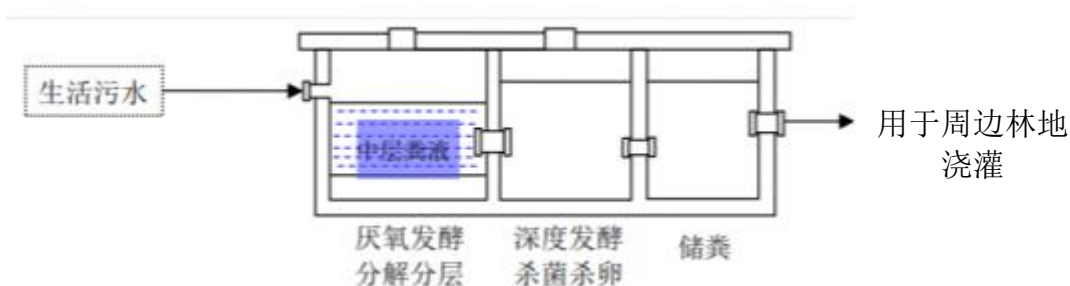 生活污水
中层粪液
用于周边林地
浇灌
厌氧发酵
分解分层
深度发酵
杀菌杀卵
储粪